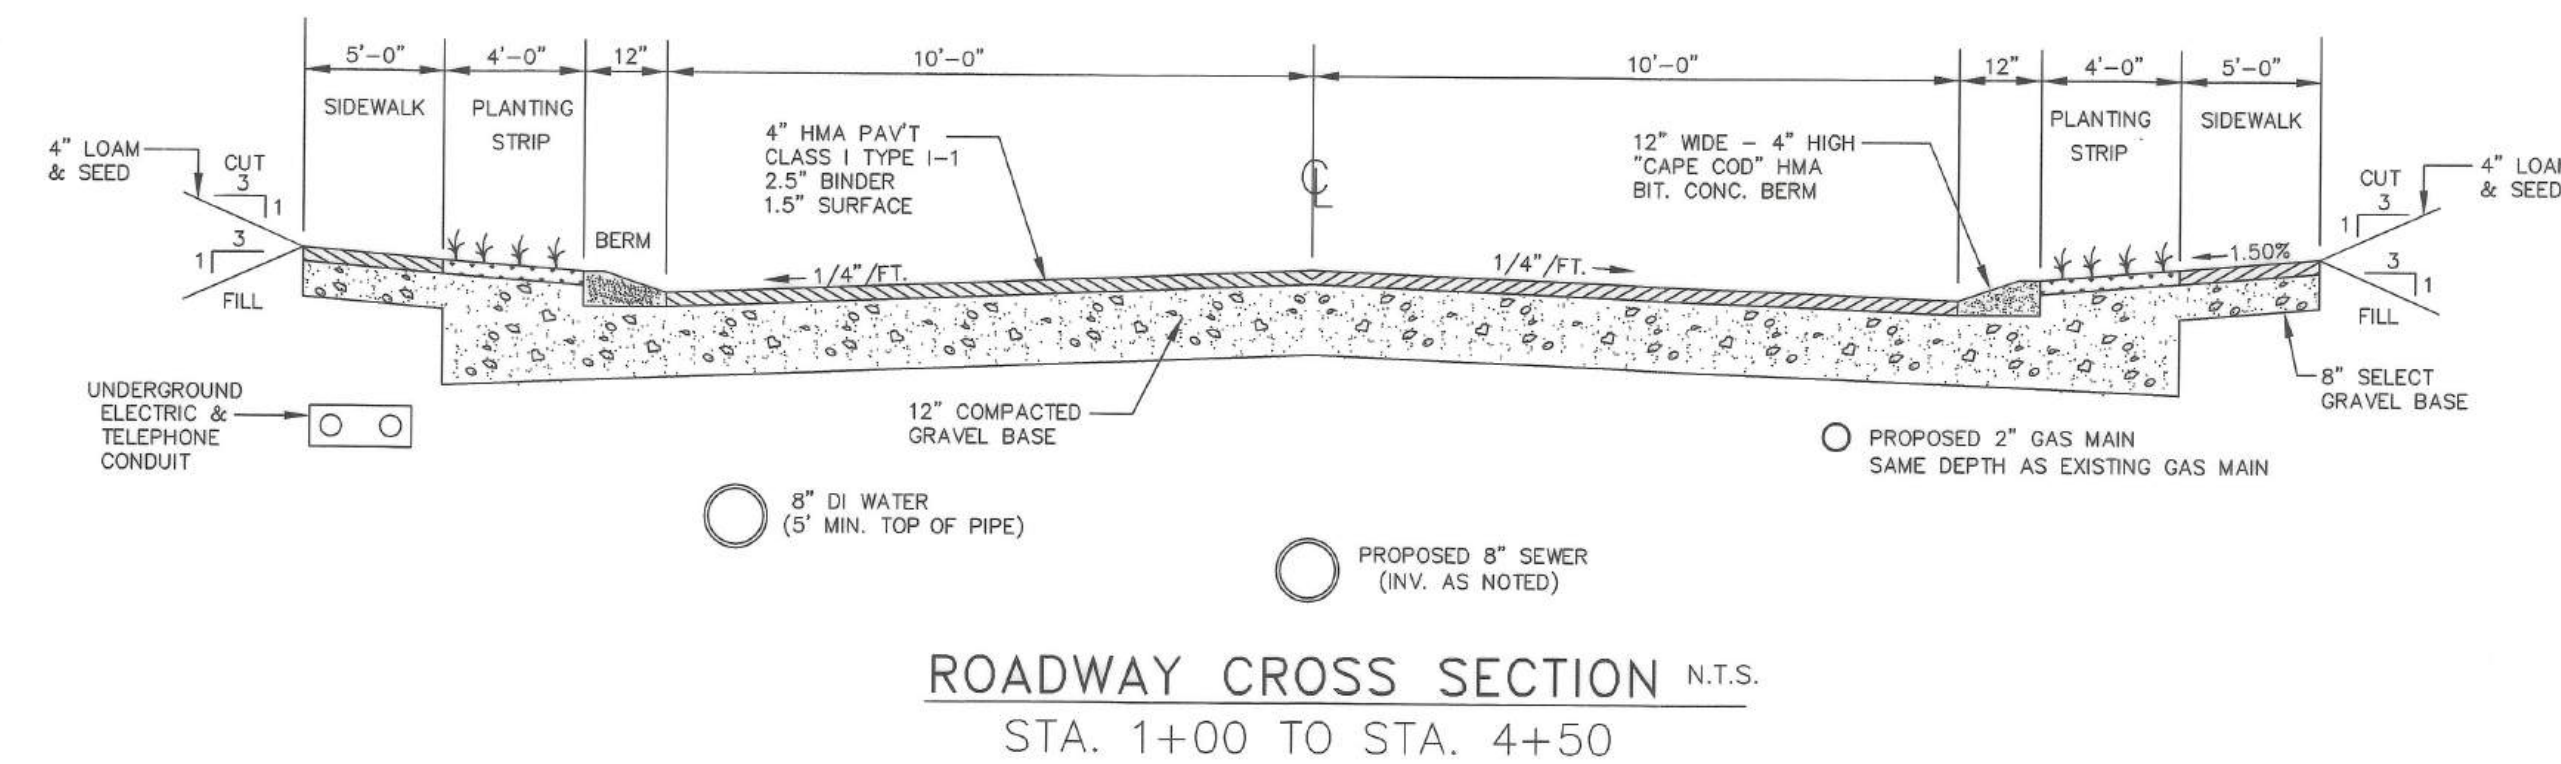 5'-0" 4'-0" 12" 10'-0" 10'-0" 12" 4'-0" 5'-0"
SIDEWALK
PLANTING
STRIP
4" LOAM
& SEED
CUT
3
1
3
1
FILL
BERM
4" HMA PAV'T
CLASS I TYPE I-1
2.5" BINDER
1.5" SURFACE
1/4"/FT.
CL
12" WIDE - 4" HIGH
"CAPE COD" HMA
BIT. CONC. BERM
1/4"/FT.
PLANTING
STRIP
SIDEWALK
1.50%
4" LOAM
& SEED
CUT
3
1
3
1
FILL
UNDERGROUND
ELECTRIC &
TELEPHONE
CONDUIT
12" COMPACTED
GRAVEL BASE
8" SELECT
GRAVEL BASE
PROPOSED 2" GAS MAIN
SAME DEPTH AS EXISTING GAS MAIN
8" DI WATER
(5' MIN. TOP OF PIPE)
PROPOSED 8" SEWER
(INV. AS NOTED)
ROADWAY CROSS SECTION N.T.S.
STA. 1+00 TO STA. 4+50